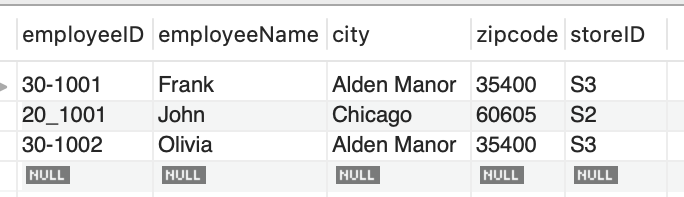 employeeID employeeName city zipcode storeID
30-1001 Frank Alden Manor 35400 S3
20_1001 John Chicago 60605 S2
30-1002 Olivia Alden Manor 35400 S3
NULL NULL NULL NULL NULL